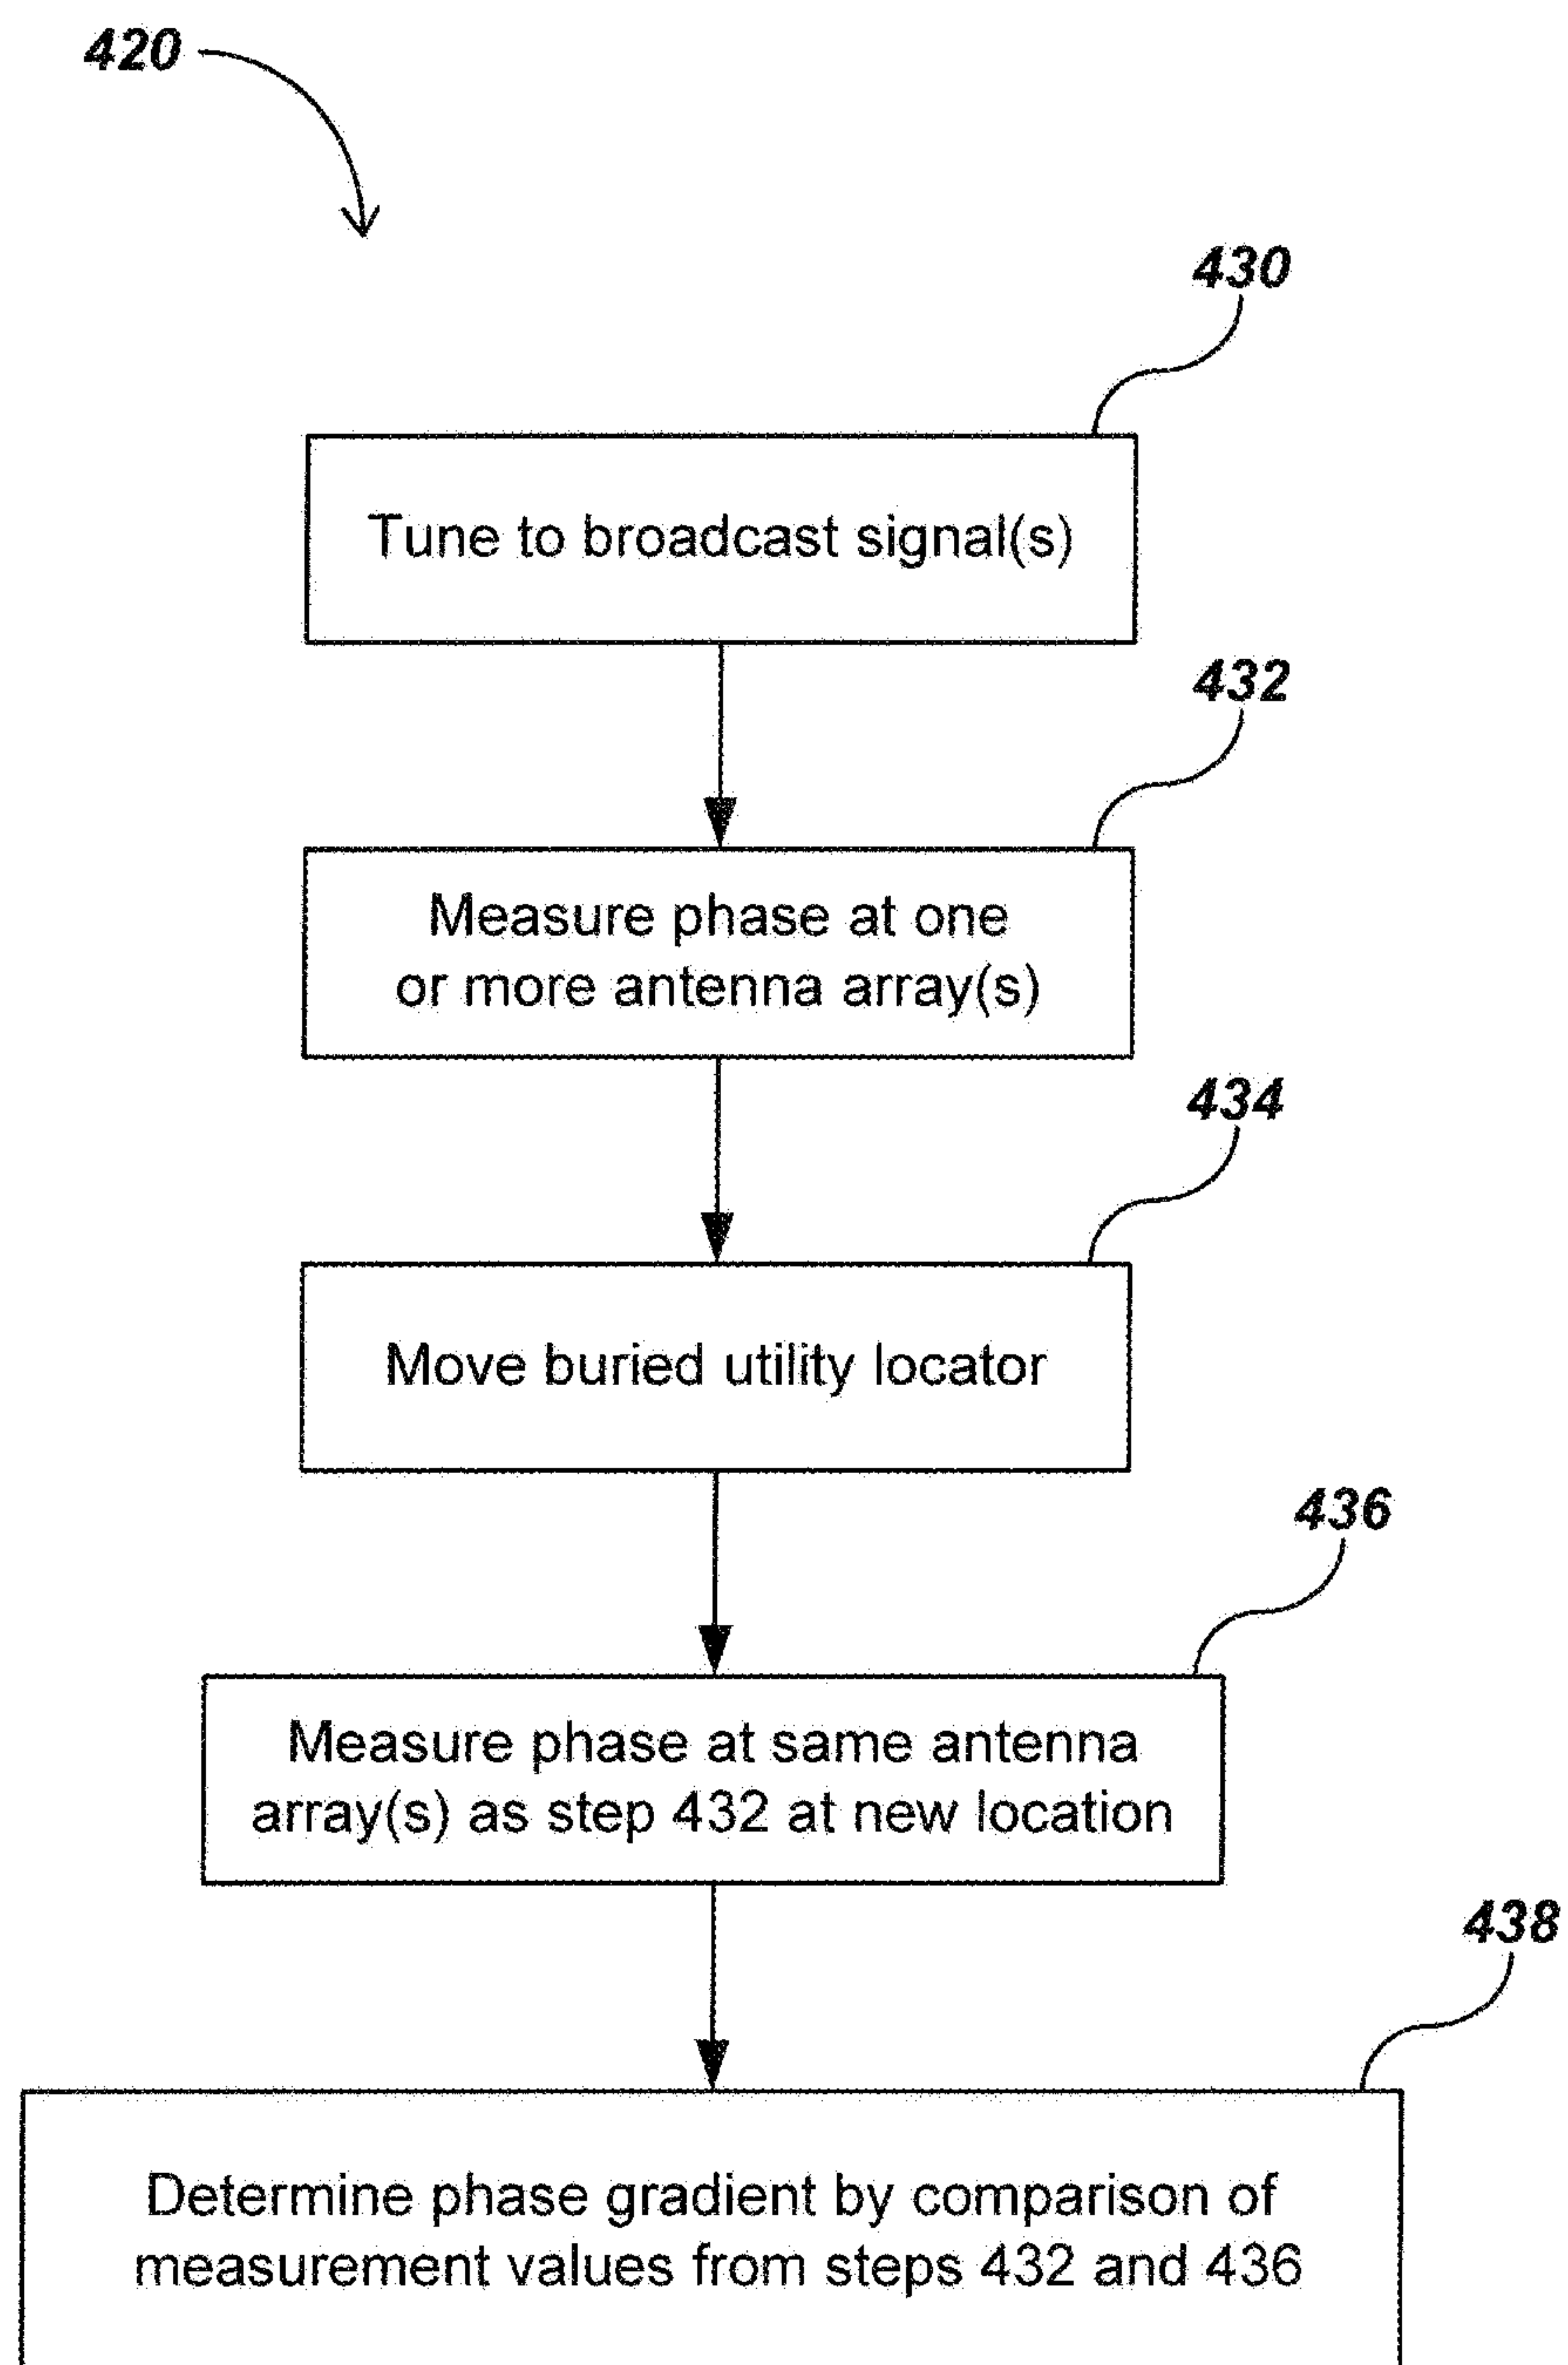 420
430
Tune to broadcast signal(s)
432
Measure phase at one
or more antenna array(s)
434
Move buried utility locator
436
Measure phase at same antenna
array(s) as step 432 at new location
438
Determine phase gradient by comparison of
measurement values from steps 432 and 436